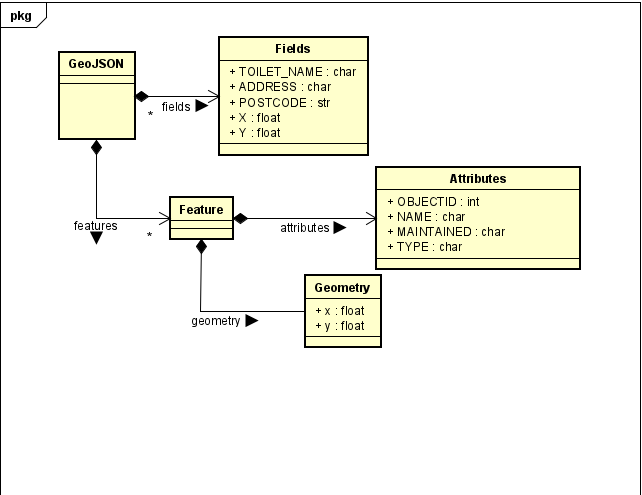 pkg
GeoJSON
Fields
+ TOILET_NAME : char
+ ADDRESS : char
+ POSTCODE : str
+ X : float
+ Y : float
fields
*
Feature
features
*
Attributes
+ OBJECTID : int
+ NAME : char
+ MAINTAINED : char
+ TYPE : char
attributes
Geometry
+ x : float
+ y : float
geometry